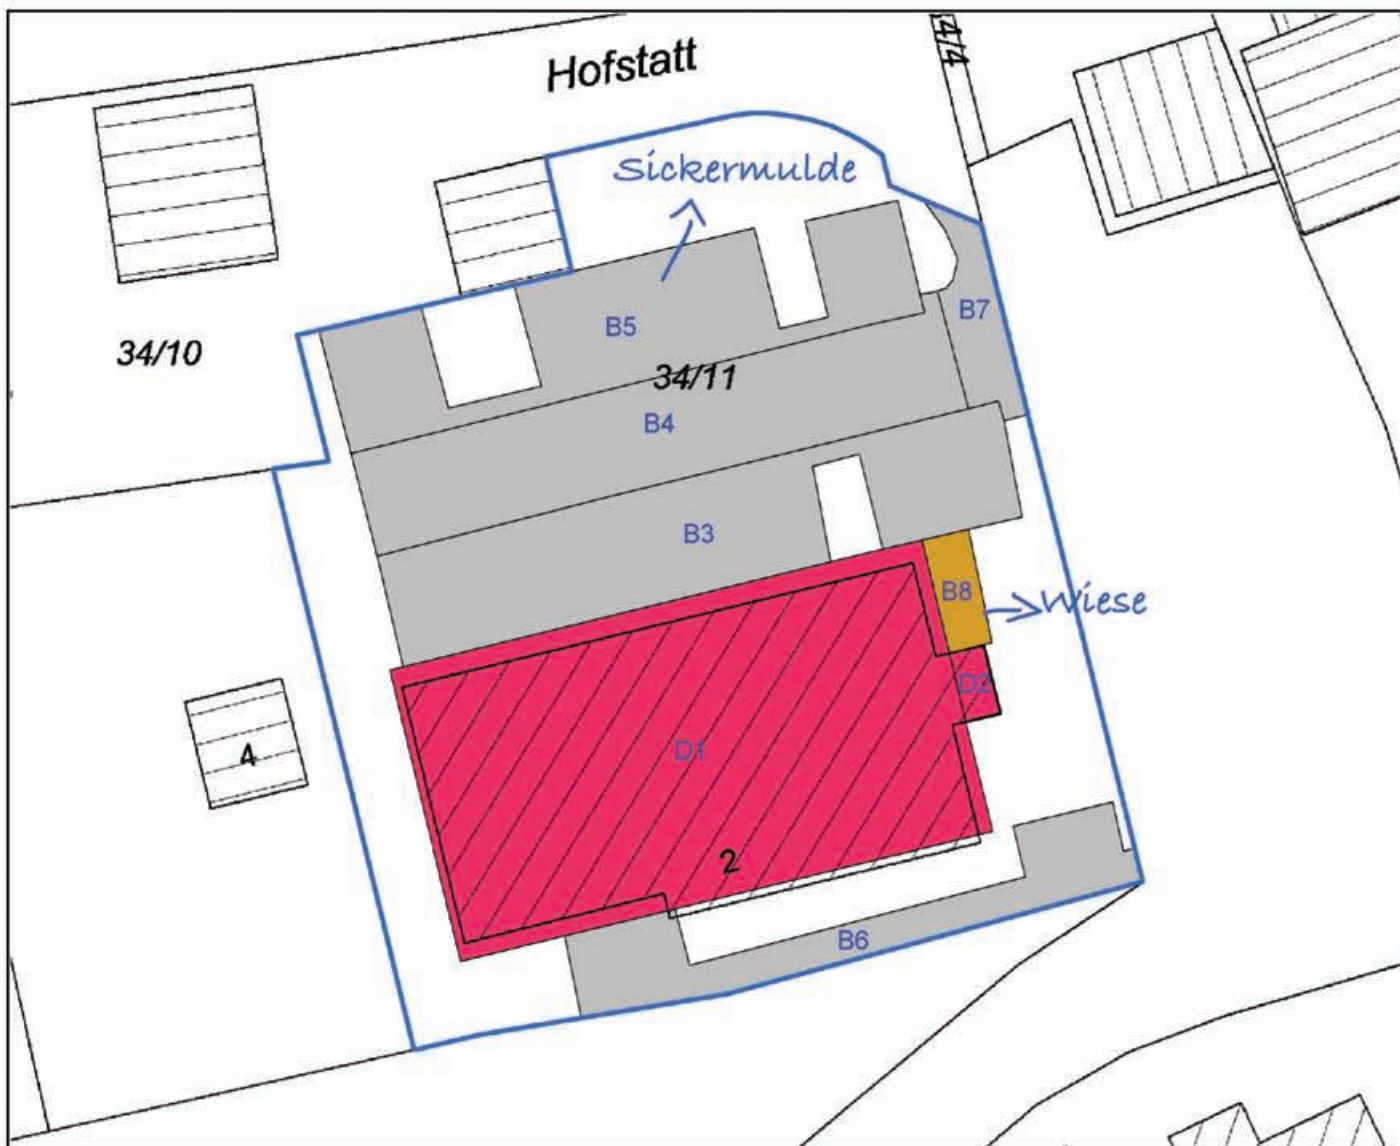 Hofstatt
4/4
Sickermulde
B7
B5
34/10
34/11
B4
B3
B8
Wiese
D2
D1
4
2
B6